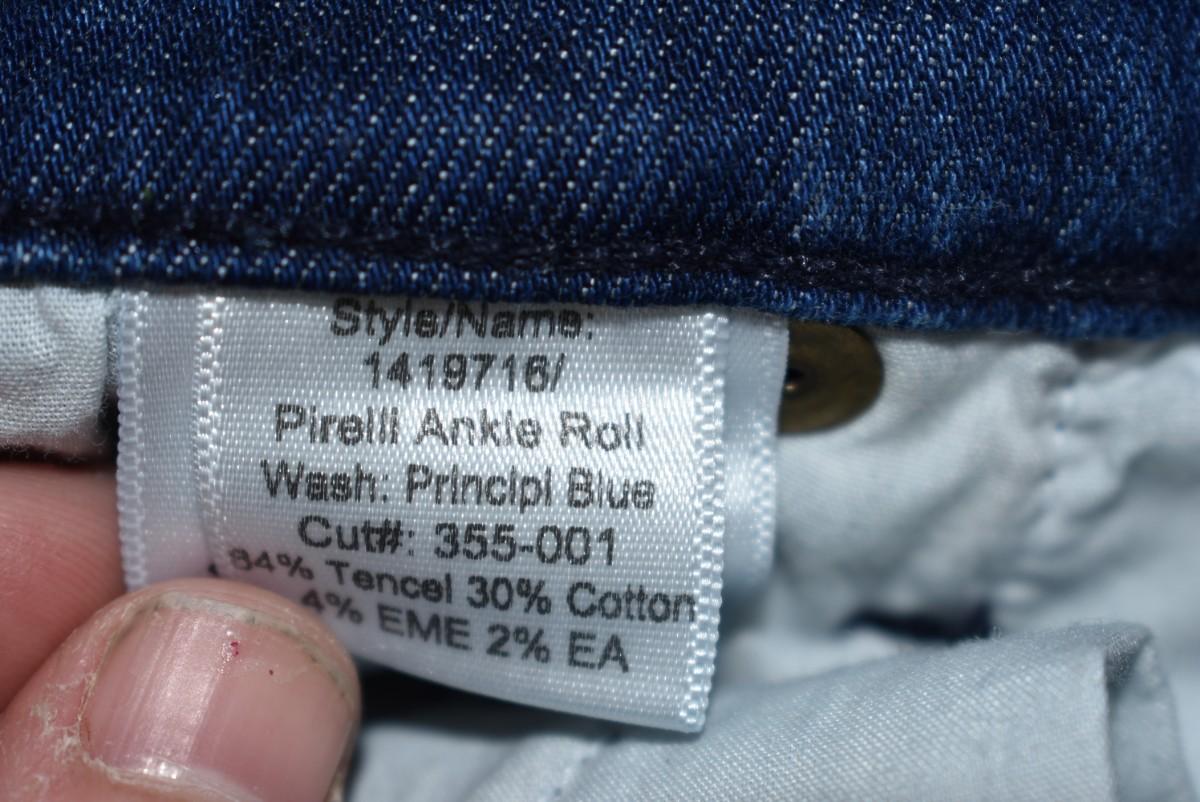 Style/Name:
1419716/
Pirelli Ankle Roll
Wash: Principl Blue
Cut#: 355-001
84% Tencel 30% Cotton
4% EME 2% EA